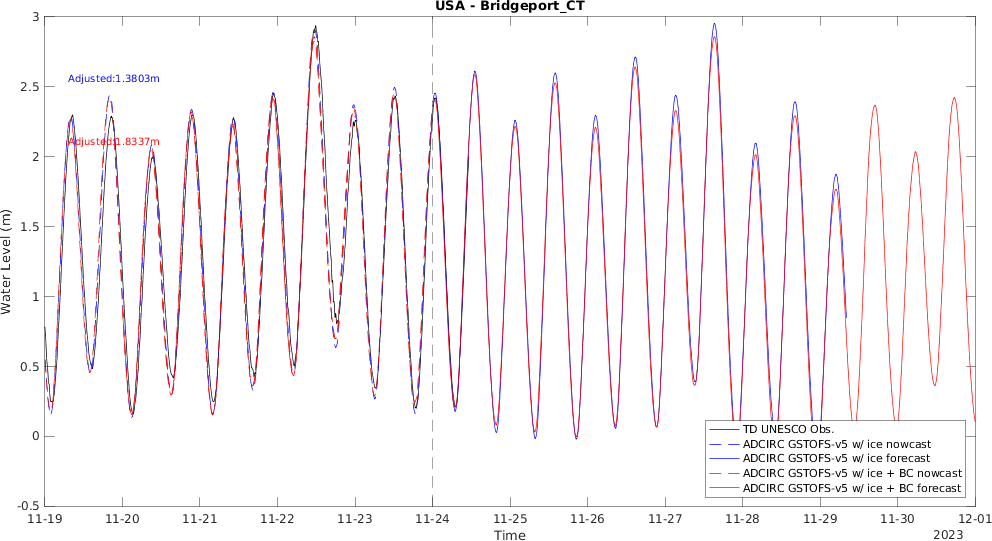 USA - Bridgeport_CT
3
2.5
2
1.5
1
0.5
0
-0.5
Water Level (m)
Adjusted:1.3803m
Adjusted:1.8337m
TD UNESCO Obs.
ADCIRC GSTOFS-v5 w/ ice nowcast
ADCIRC GSTOFS-v5 w/ ice forecast
ADCIRC GSTOFS-v5 w/ ice + BC nowcast
ADCIRC GSTOFS-v5 w/ ice + BC forecast
11-19 11-20 11-21 11-22 11-23 11-24 11-25 11-26 11-27 11-28 11-29 11-30 12-01
Time
2023